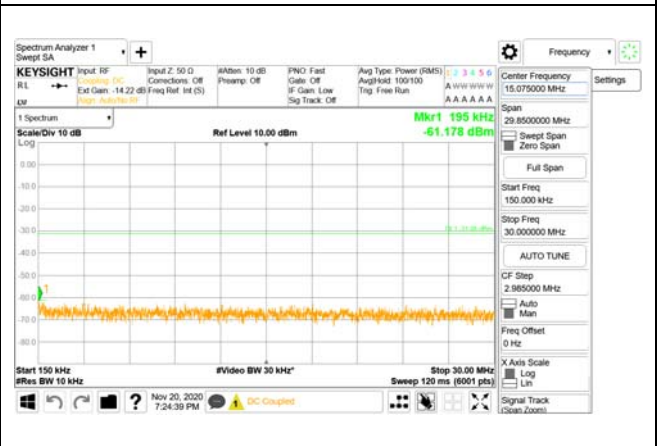 Spectrum Analyzer 1
Swept SA
+
Frequency
KEYSIGHT
Input: RF
Coupling: DC
Ext Gain: -14.22 dB
Align: Auto/No RF
Input Z: 50 Ω
Corrections: Off
Freq Ref: Int (S)
#Atten: 10 dB
Preamp: Off
PNO: Fast
Gate: Off
IF Gain: Low
Sig Track: Off
Avg Type: Power (RMS)
Avg|Hold: 100/100
Trig: Free Run
1 2 3 4 5 6
A W W W W W
A A A A A A
RL
Center Frequency
15.075000 MHz
Settings
1 Spectrum
Mkr1 195 kHz
-61.178 dBm
Scale/Div 10 dB
Ref Level 10.00 dBm
Log
Span
29.8500000 MHz
Swept Span
Zero Span
Full Span
Start Freq
150.000 kHz
Stop Freq
30.000000 MHz
AUTO TUNE
CF Step
2.985000 MHz
Auto
Man
Freq Offset
0 Hz
X Axis Scale
Log
Lin
Signal Track
(Span Zoom)
0.00
-10.0
-20.0
-30.0
-40.0
-50.0
-60.0
-70.0
-80.0
1
Start 150 kHz
#Res BW 10 kHz
#Video BW 30 kHz*
Stop 30.00 MHz
Sweep 120 ms (6001 pts)
?
Nov 20, 2020
7:24:39 PM
DC Coupled